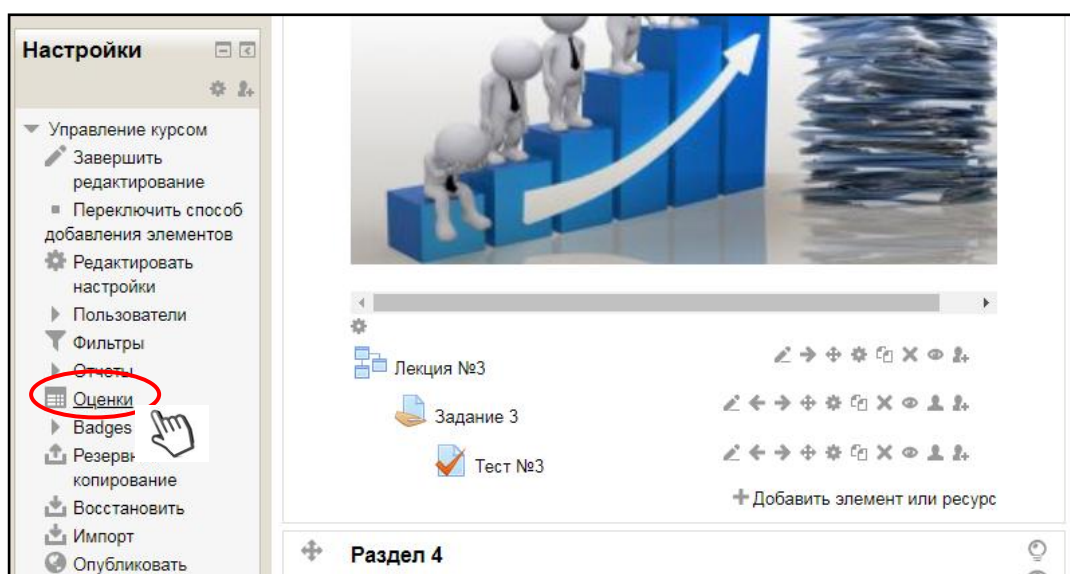 Настройки
Управление курсом
Завершить
редактирование
Переключить способ
добавления элементов
Редактировать
настройки
Пользователи
Фильтры
Отчеты
Оценки
Badges
копирование
Восстановить
Импорт
Опубликовать
Лекция №3
Задание 3
Тест №3
Добавить элемент или ресурс
Раздел 4